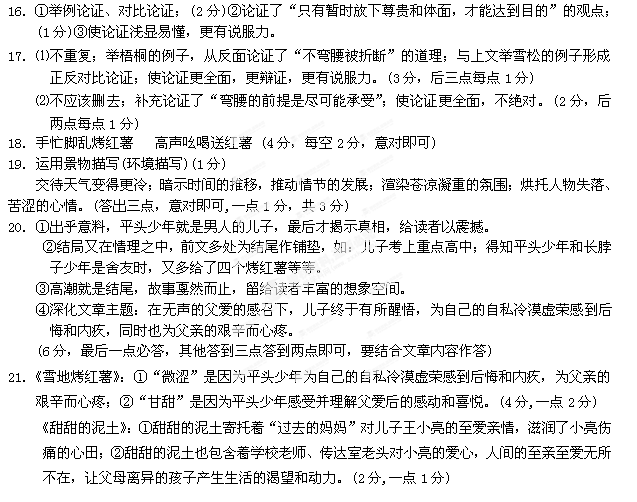 16. ①举例论证、对比论证；(2分)②论证了“只有暂时放下尊贵和体面，才能达到目的”的观点；
(1分)③使论证浅显易懂，更有说服力。
17. ⑴不重复；举梧桐的例子，从反面论证了“不弯腰被折断”的道理；与上文举雪松的例子形成
正反对比论证；使论证更全面，更辩证，更有说服力。(3分，后三点每点1分)
⑵不应该删去；补充论证了“弯腰的前提是尽可能承受”；使论证更全面，不绝对。(2分，后
两点每点1分)
18. 手忙脚乱烤红薯 高声吆喝送红薯 (4分，每空2分，意对即可)
19. 运用景物描写(环境描写)(1分)
交待天气变得更冷；暗示时间的推移，推动情节的发展；渲染苍凉凝重的氛围；烘托人物失落、
苦涩的心情。(答出三点，意对即可,一点1分，共3分)
20. ①出乎意料，平头少年就是男人的儿子，最后才揭示真相，给读者以震撼。
②结局又在情理之中，前文多处为结尾作铺垫，如：儿子考上重点高中；得知平头少年和长脖
子少年是舍友时，又多给了四个烤红薯等等。
③高潮就是结尾，故事戛然而止，留给读者丰富的想象空间。
④深化文章主题：在无声的父爱的感召下，儿子终于有所醒悟，为自己的自私冷漠虚荣感到后
悔和内疚，同时也为父亲的艰辛而心疼。
(6分，最后一点必答，其他答到三点答到两点即可，要结合文章内容作答)
21.《雪地烤红薯》：①“微涩”是因为平头少年为自己的自私冷漠虚荣感到后悔和内疚，为父亲的
艰辛而心疼；②“甘甜”是因为平头少年感受并理解父爱后的感动和喜悦。(4分,一点2分)
《甜甜的泥土》：①甜甜的泥土寄托着“过去的妈妈”对儿子王小亮的至爱亲情，滋润了小亮伤
痛的心田；②甜甜的泥土也包含着学校老师、传达室老头对小亮的爱心，人间的至亲至爱无所
不在，让父母离异的孩子产生生活的渴望和动力。(2分,一点1分)